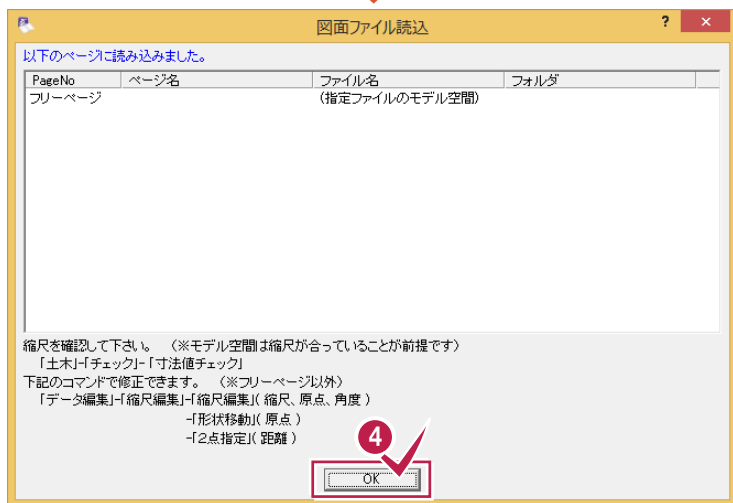 図面ファイル読込
? ×
以下のページに読み込みました。
PageNo ページ名 ファイル名 フォルダ
フリーページ (指定ファイルのモデル空間)
縮尺を確認して下さい。 (※モデル空間は縮尺が合っていることが前提です)
「土木」-「チェック」-「寸法値チェック」
下記のコマンドで修正できます。 (※フリーページ以外)
「データ編集」-「縮尺編集」-「縮尺編集」( 縮尺、原点、角度 )
-「形状移動」( 原点 )
-「2点指定」( 距離 )
4
OK